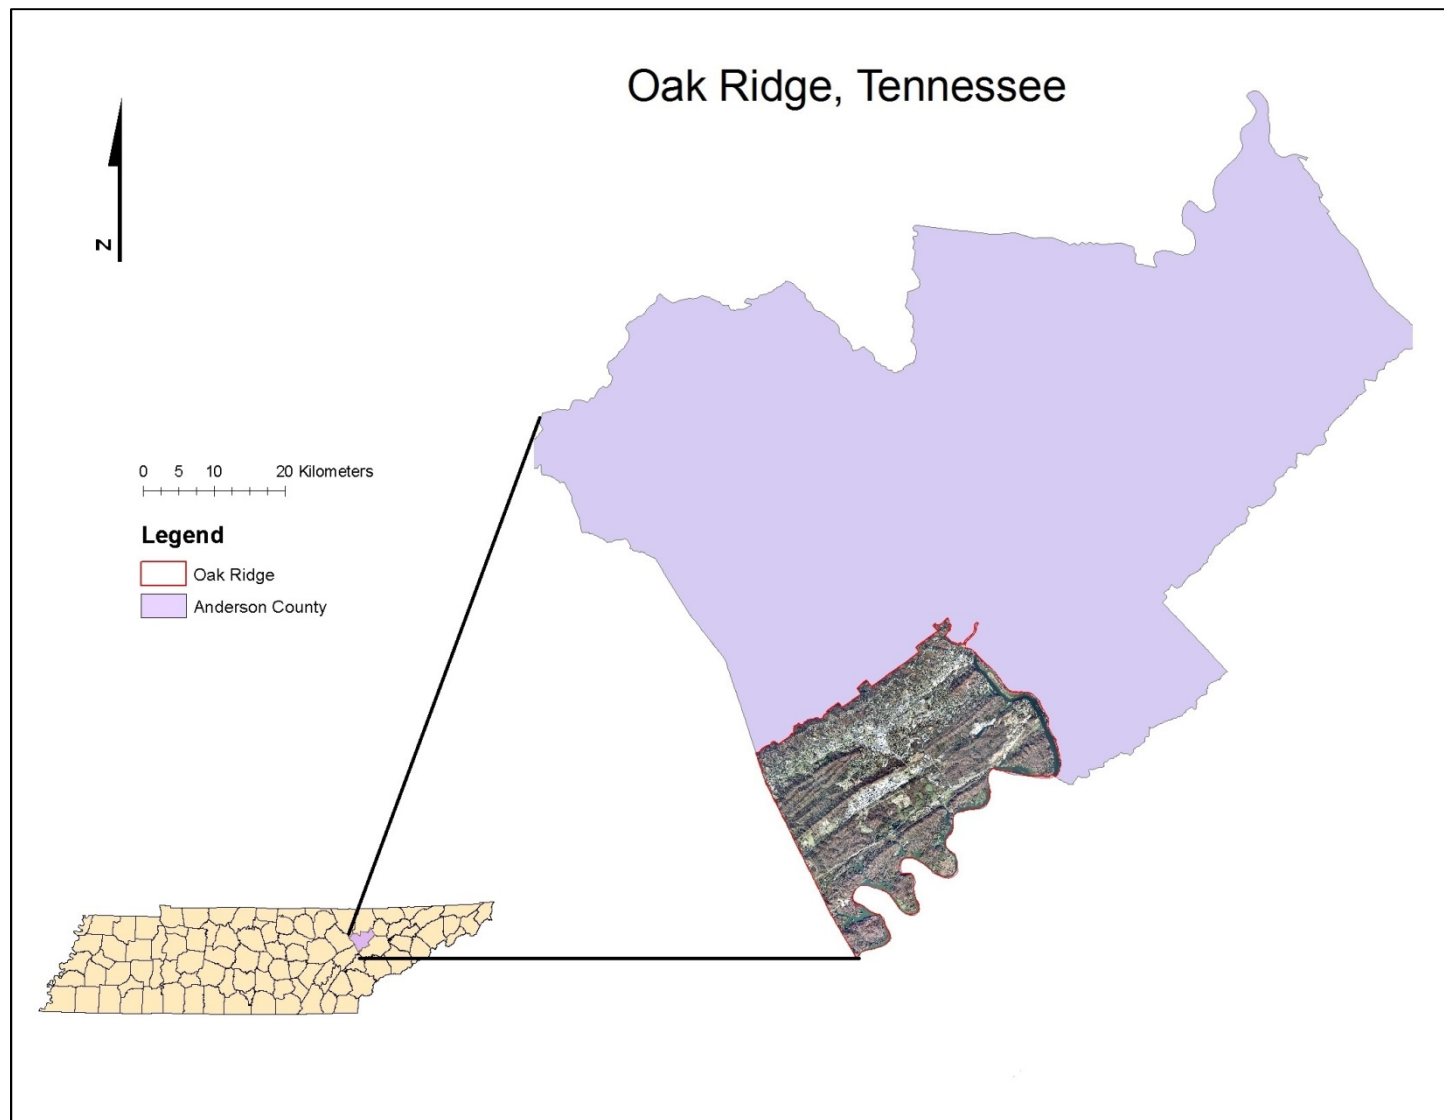 Oak Ridge, Tennessee
N
0 5 10 20 Kilometers
Legend
Oak Ridge
Anderson County